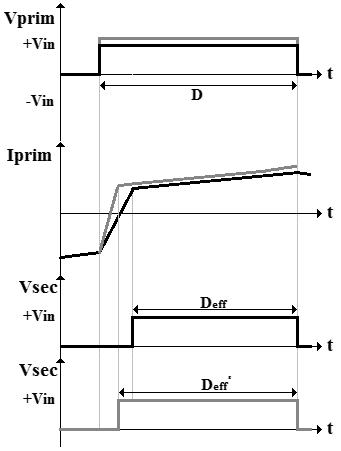 Vprim
+Vin
t
D
-Vin
Iprim
t
Vsec
+Vin
Deff
t
Vsec
+Vin
Deff'
t